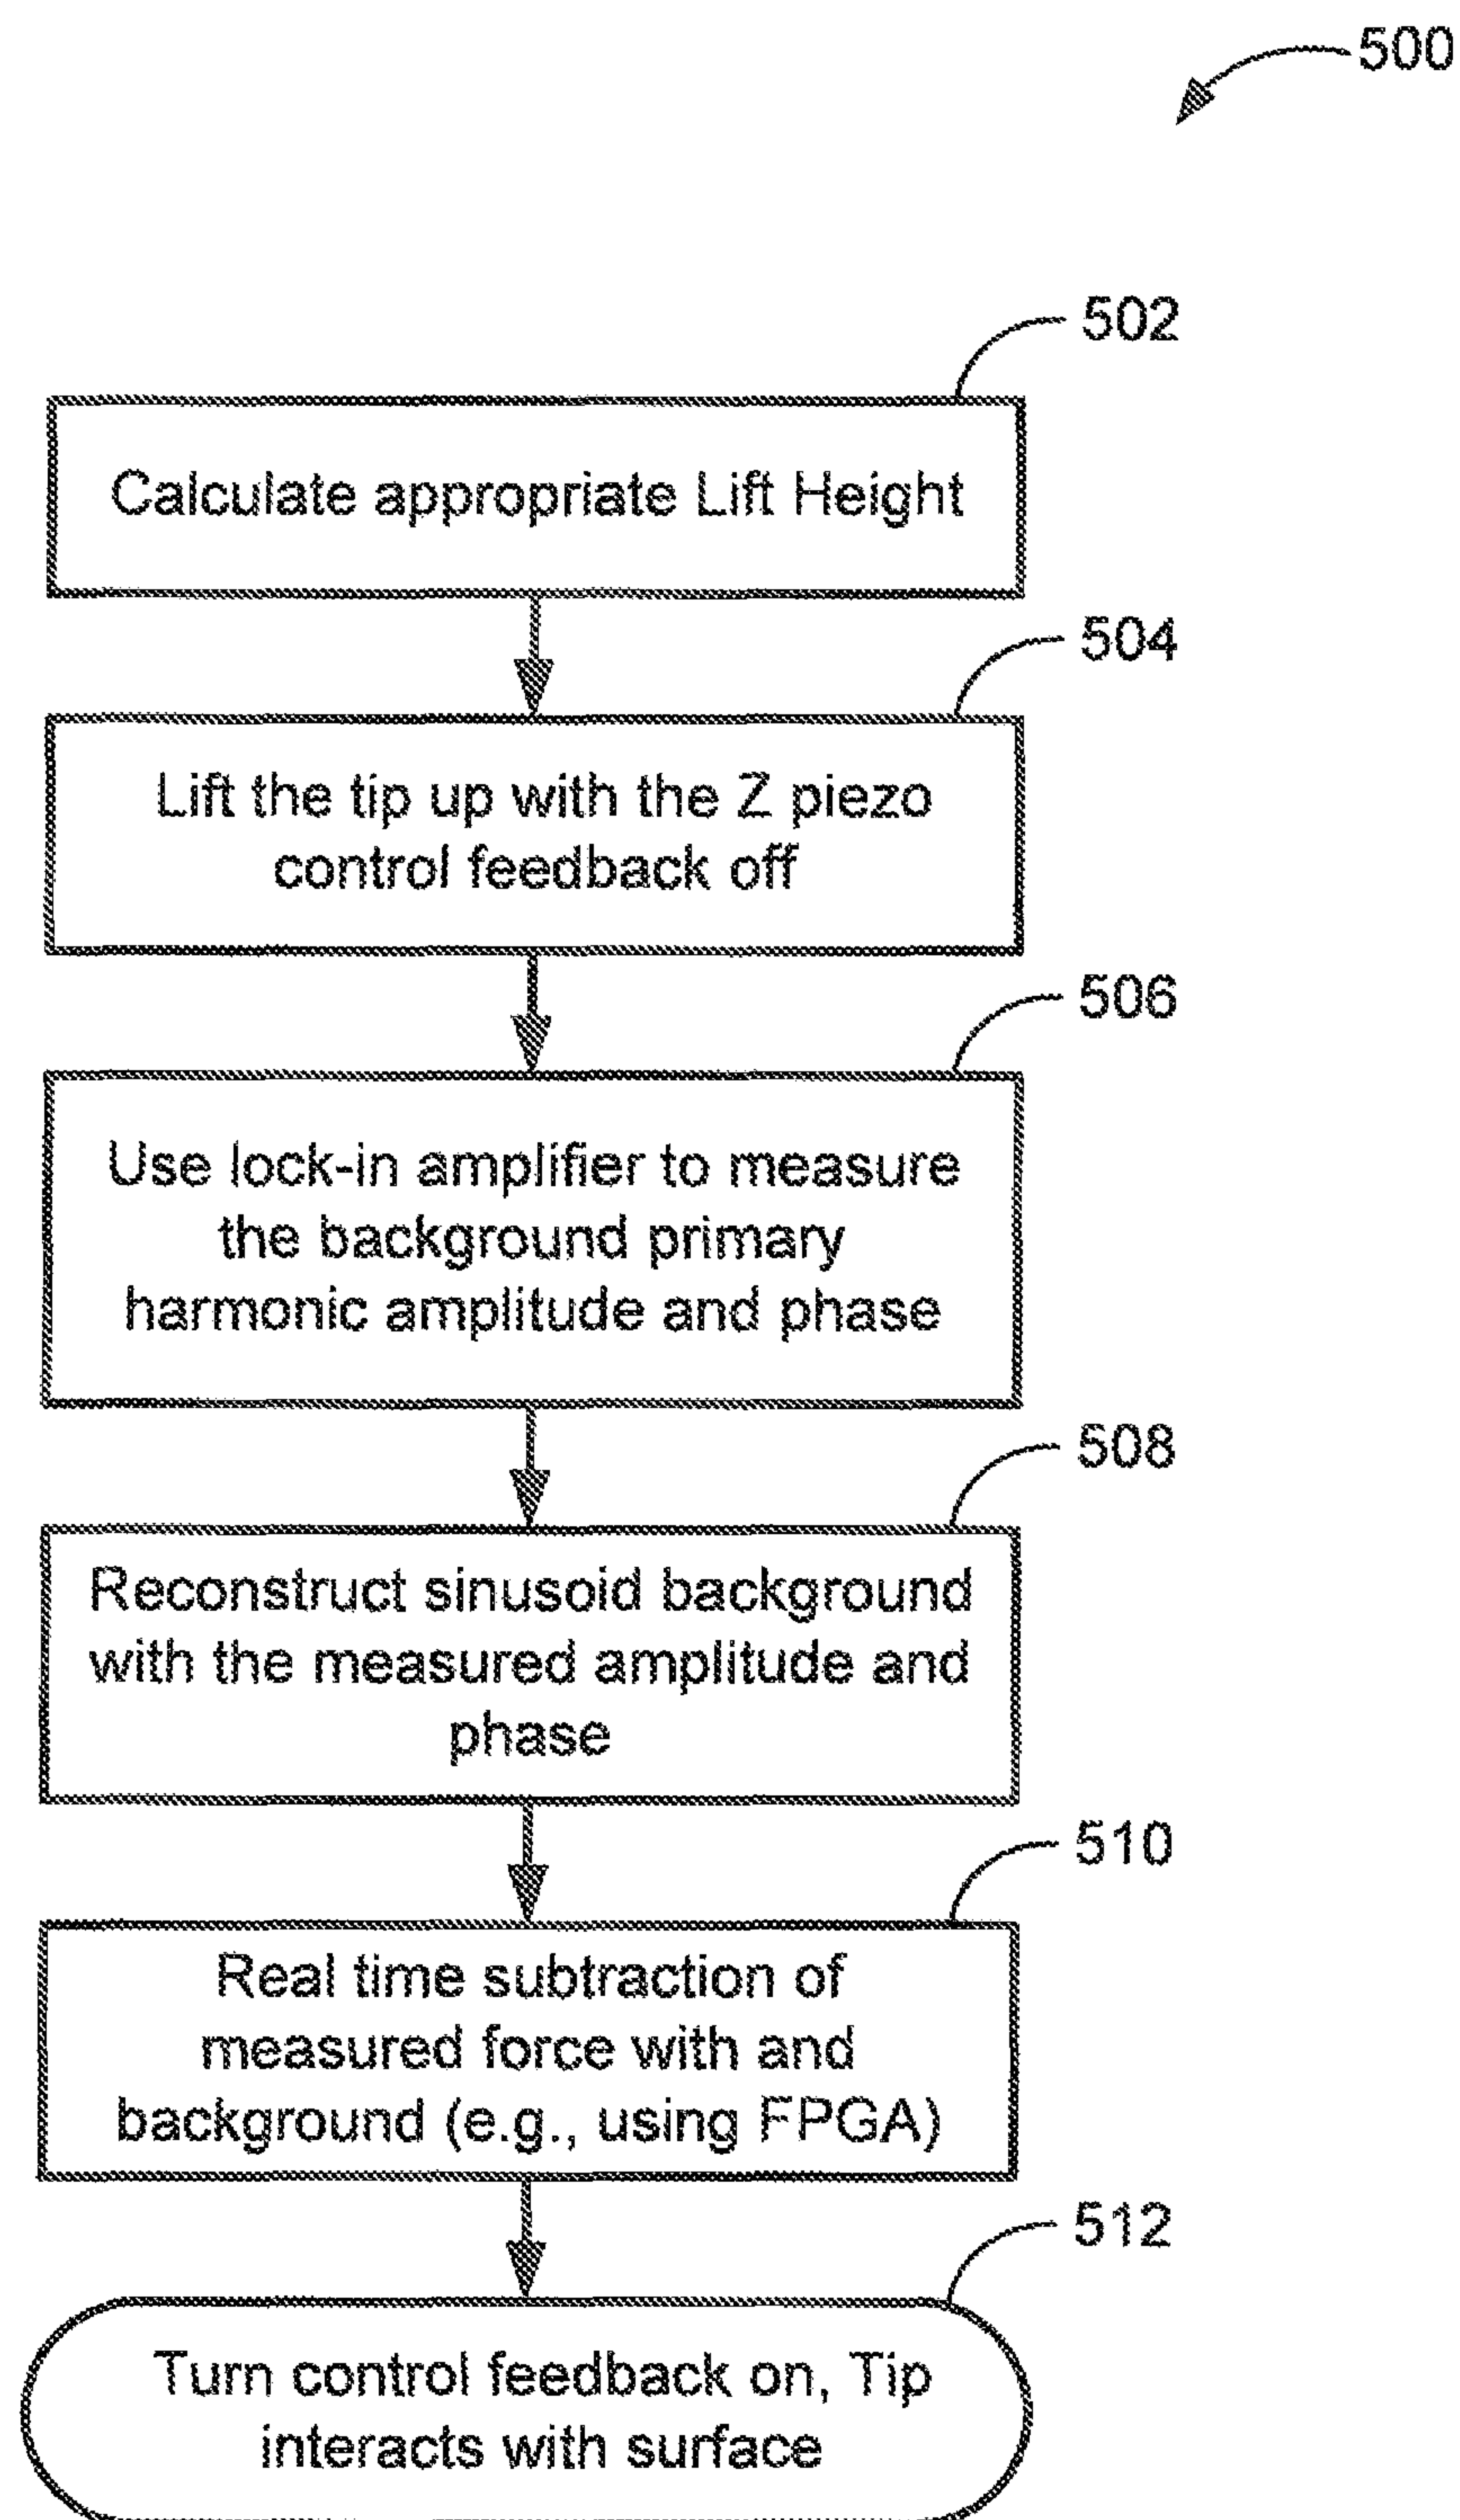 500
502
Calculate appropriate Lift Height
504
Lift the tip up with the Z piezo
control feedback off
506
Use lock-in amplifier to measure
the background primary
harmonic amplitude and phase
508
Reconstruct sinusoid background
with the measured amplitude and
phase
510
Real time subtraction of
measured force with and
background (e.g., using FPGA)
512
Turn control feedback on, Tip
interacts with surface